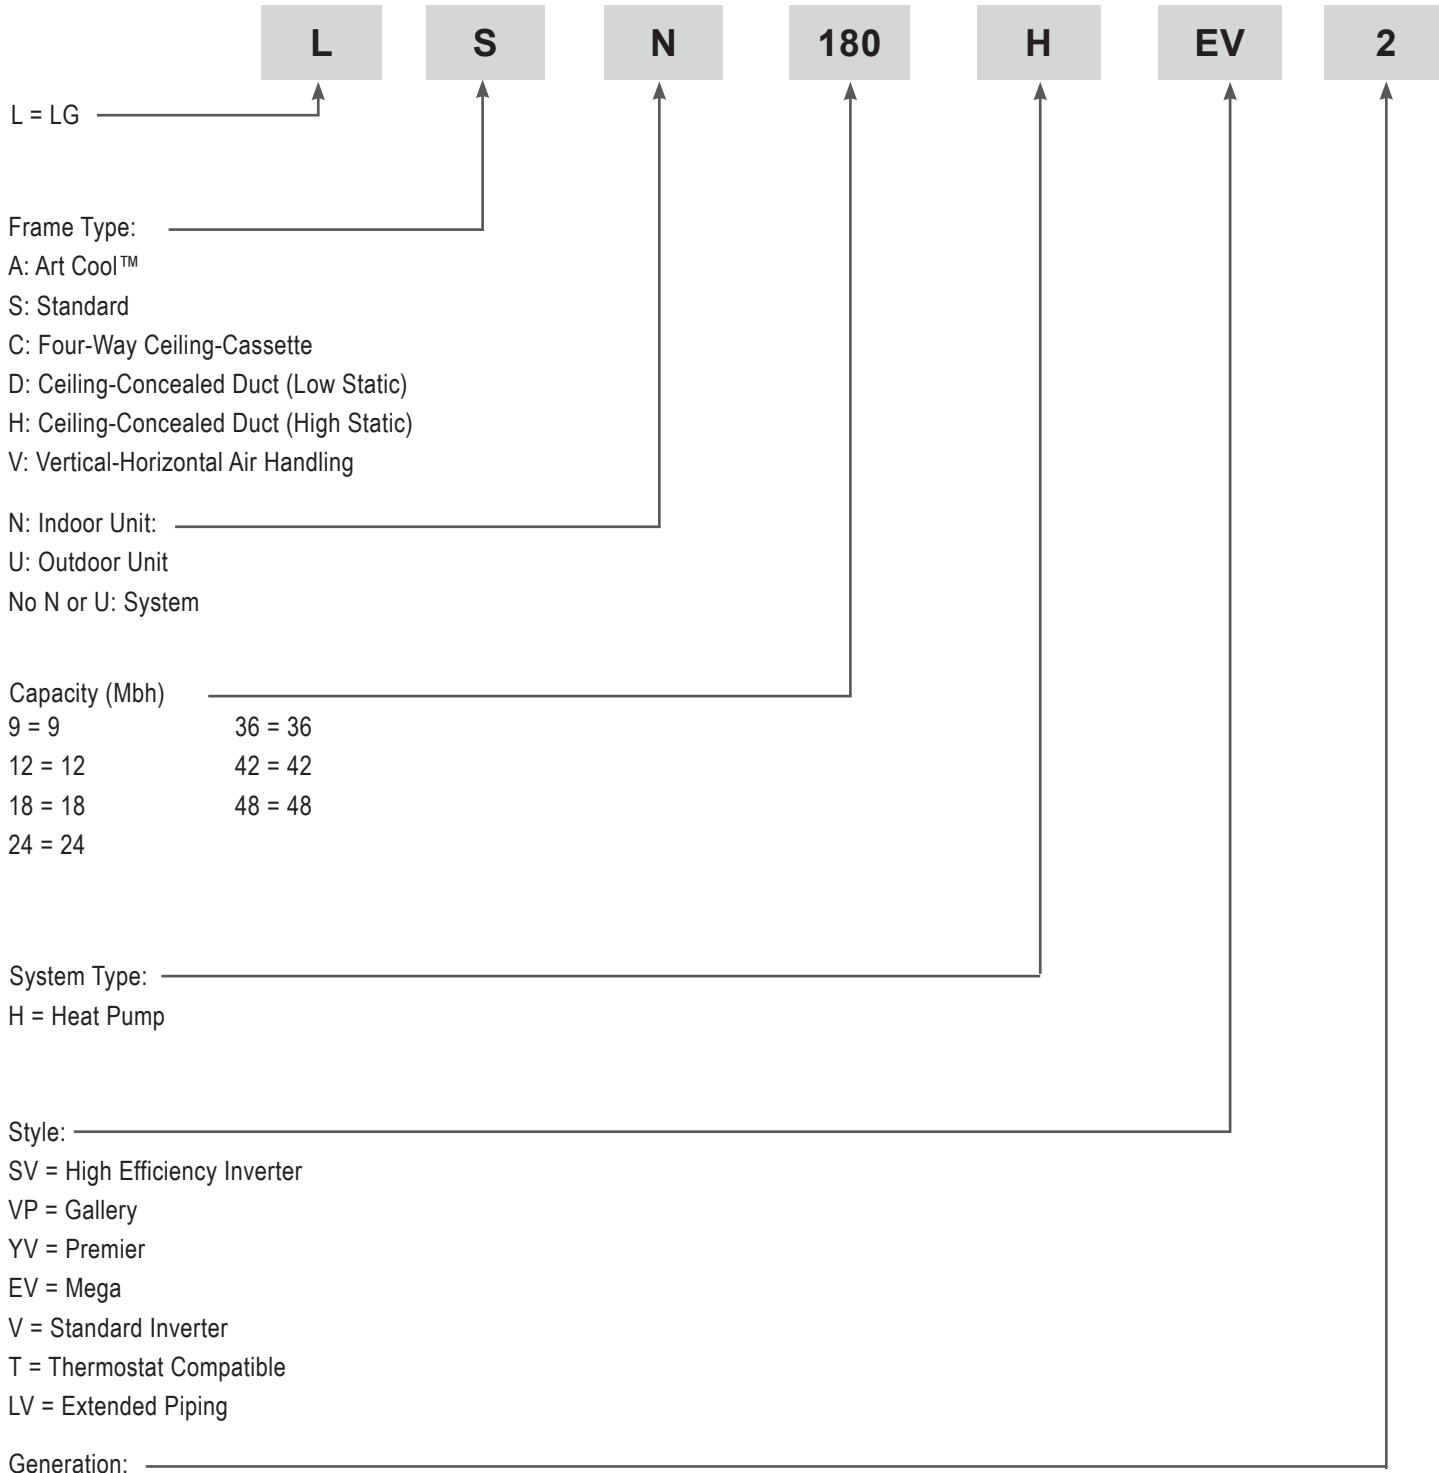 L S N 180 H EV 2
L = LG
Frame Type:
A: Art Cool™
S: Standard
C: Four-Way Ceiling-Cassette
D: Ceiling-Concealed Duct (Low Static)
H: Ceiling-Concealed Duct (High Static)
V: Vertical-Horizontal Air Handling
N: Indoor Unit:
U: Outdoor Unit
No N or U: System
Capacity (Mbh)
9 = 9 36 = 36
12 = 12 42 = 42
18 = 18 48 = 48
24 = 24
System Type:
H = Heat Pump
Style:
SV = High Efficiency Inverter
VP = Gallery
YV = Premier
EV = Mega
V = Standard Inverter
T = Thermostat Compatible
LV = Extended Piping
Generation: